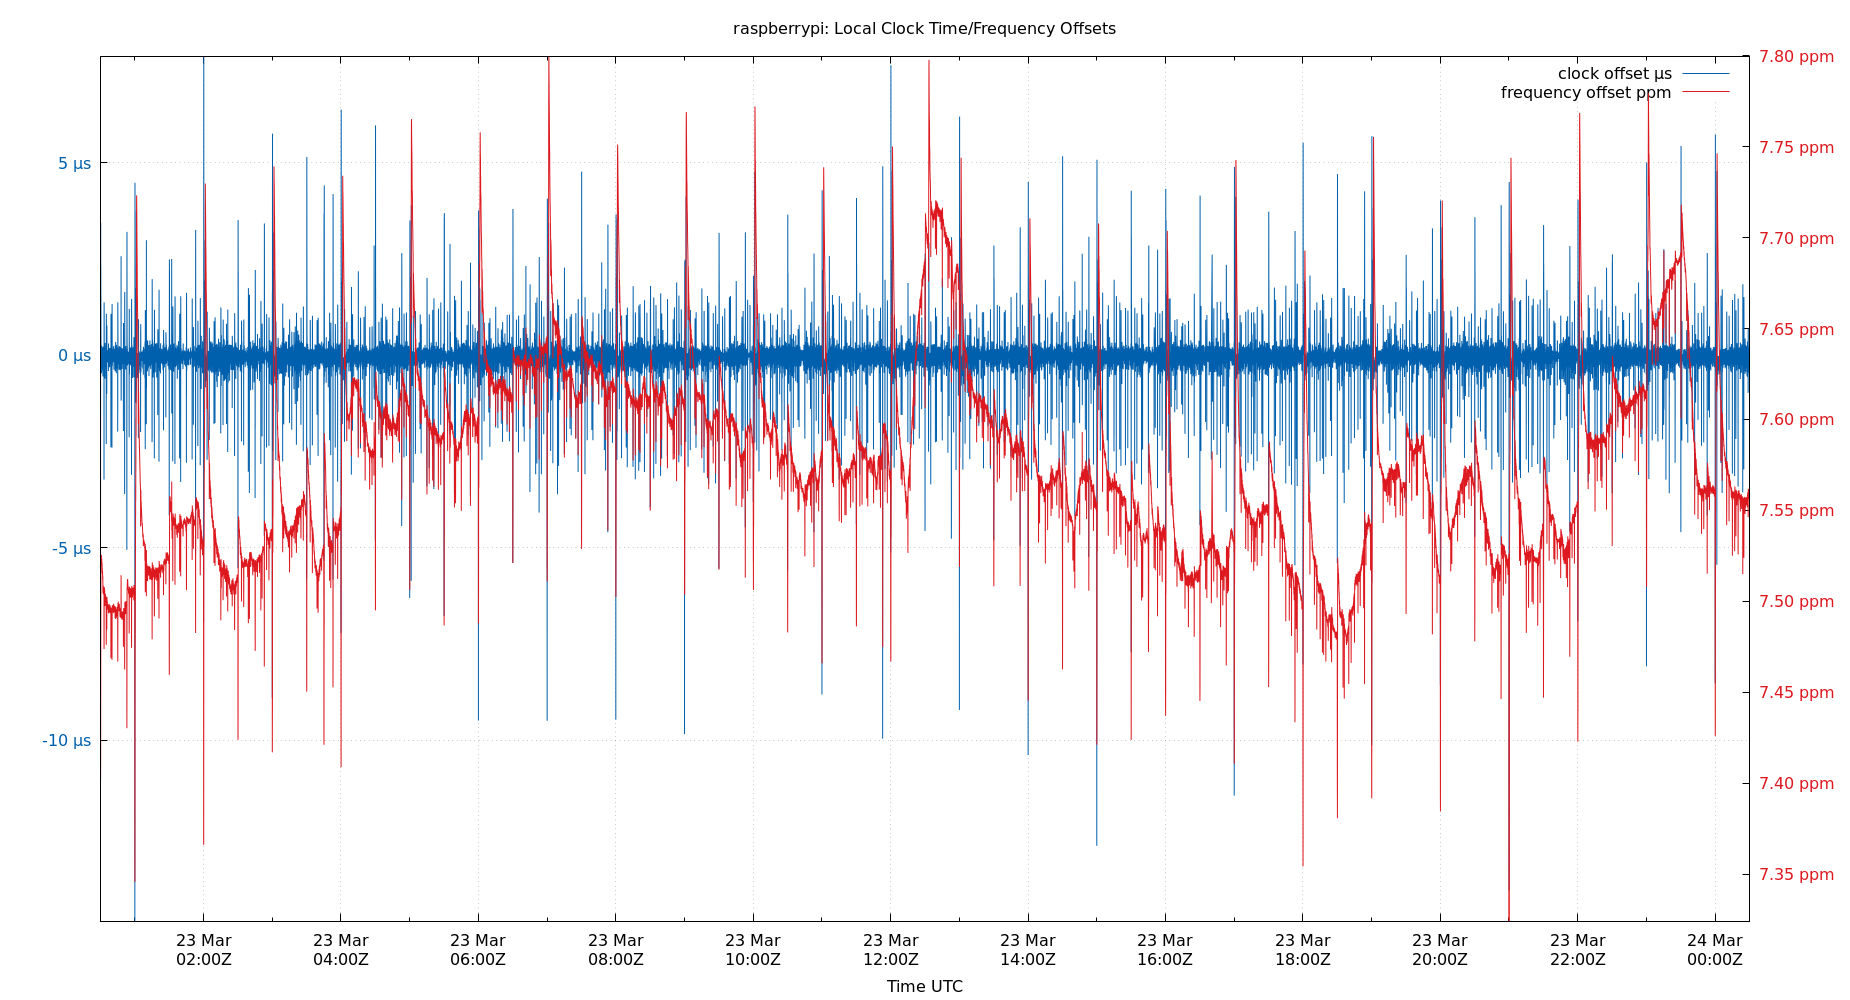 raspberrypi: Local Clock Time/Frequency Offsets
clock offset µs
frequency offset ppm
5 µs
0 µs
-5 µs
-10 µs
7.80 ppm
7.75 ppm
7.70 ppm
7.65 ppm
7.60 ppm
7.55 ppm
7.50 ppm
7.45 ppm
7.40 ppm
7.35 ppm
23 Mar 23 Mar 23 Mar 23 Mar 23 Mar 23 Mar 23 Mar 23 Mar 23 Mar 23 Mar 23 Mar 24 Mar
02:00Z 04:00Z 06:00Z 08:00Z 10:00Z 12:00Z 14:00Z 16:00Z 18:00Z 20:00Z 22:00Z 00:00Z
Time UTC